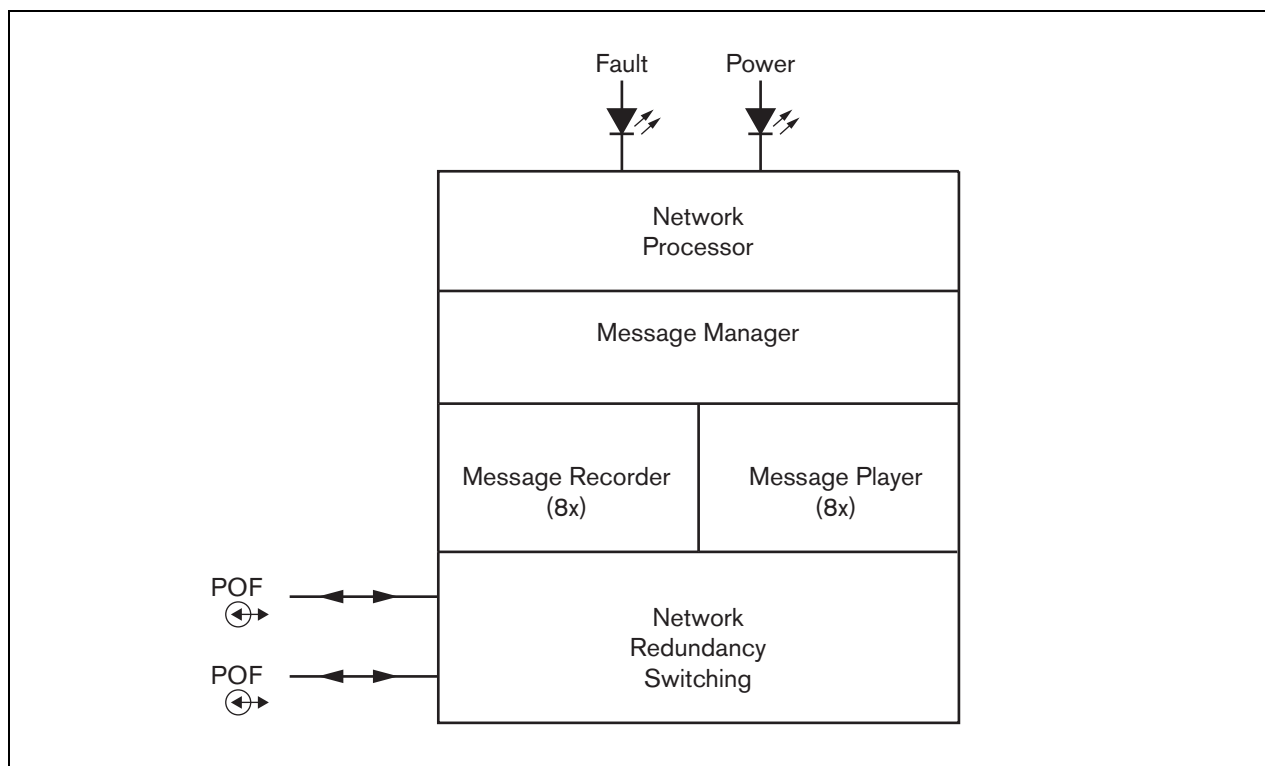 Fault
Power
Network
Processor
Message Manager
Message Recorder
(8x)
Message Player
(8x)
POF
POF
Network
Redundancy
Switching